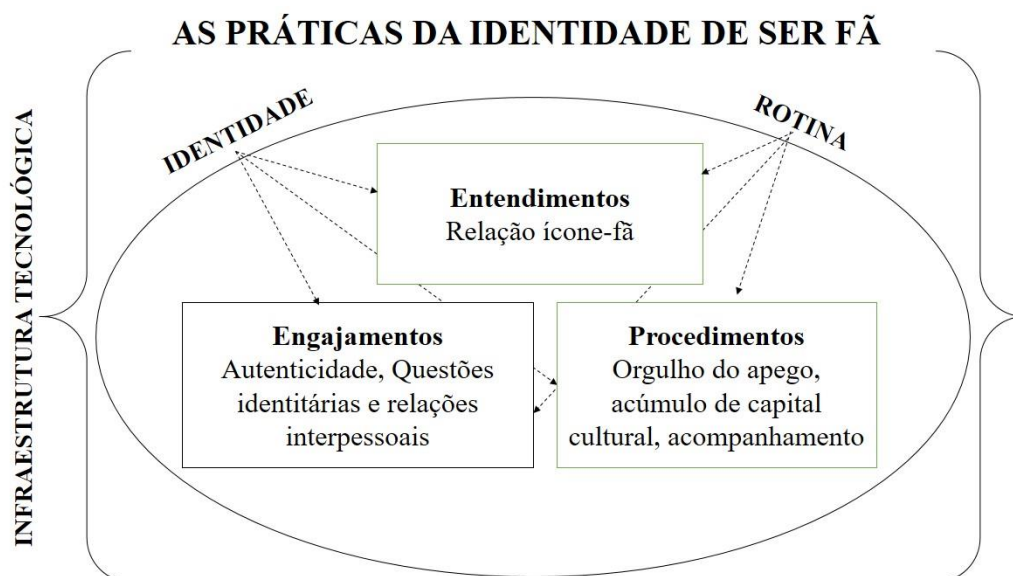 AS PRÁTICAS DA IDENTIDADE DE SER FÃ
INFRAESTRUTURA TECNOLÓGICA
IDENTIDADE
ROTINA
Entendimentos
Relação ícone-fã
Engajamentos
Autenticidade, Questões
identitárias e relações
interpessoais
Procedimentos
Orgulho do apego,
acúmulo de capital
cultural, acompanhamento